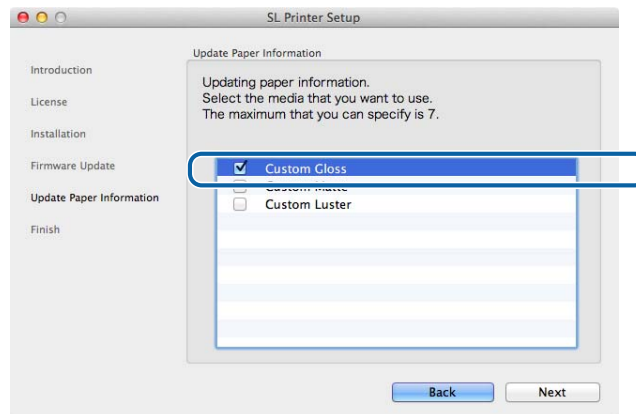 SL Printer Setup
Update Paper Information
Introduction
License
Installation
Firmware Update
Update Paper Information
Finish
Updating paper information.
Select the media that you want to use.
The maximum that you can specify is 7.
Custom Gloss
Custom Matte
Custom Luster
Back
Next